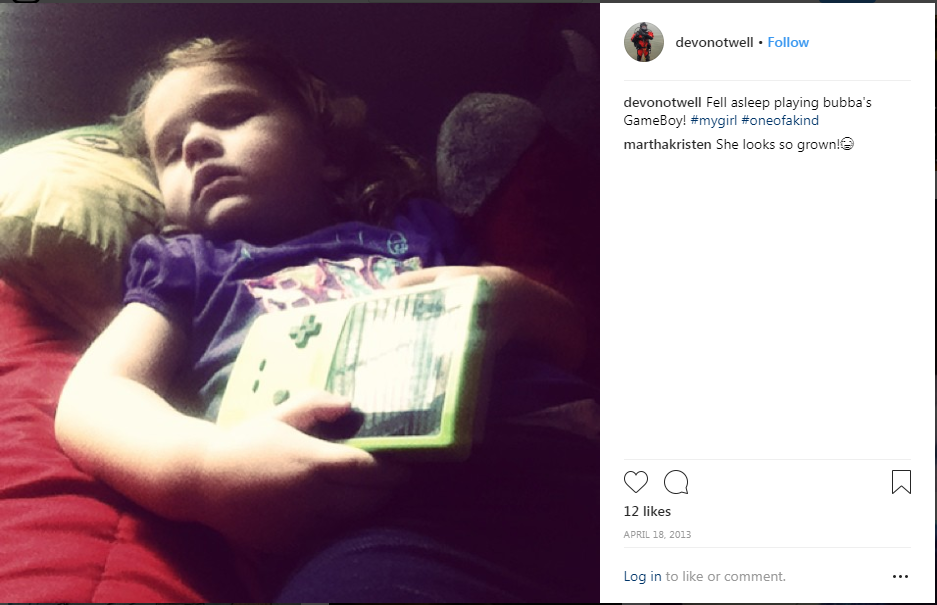 devonotwell • Follow
devonotwell Fell asleep playing bubba's
GameBoy! #mygirl #oneofakind
marthakristen She looks so grown!😉
12 likes
APRIL 18, 2013
Log in to like or comment.